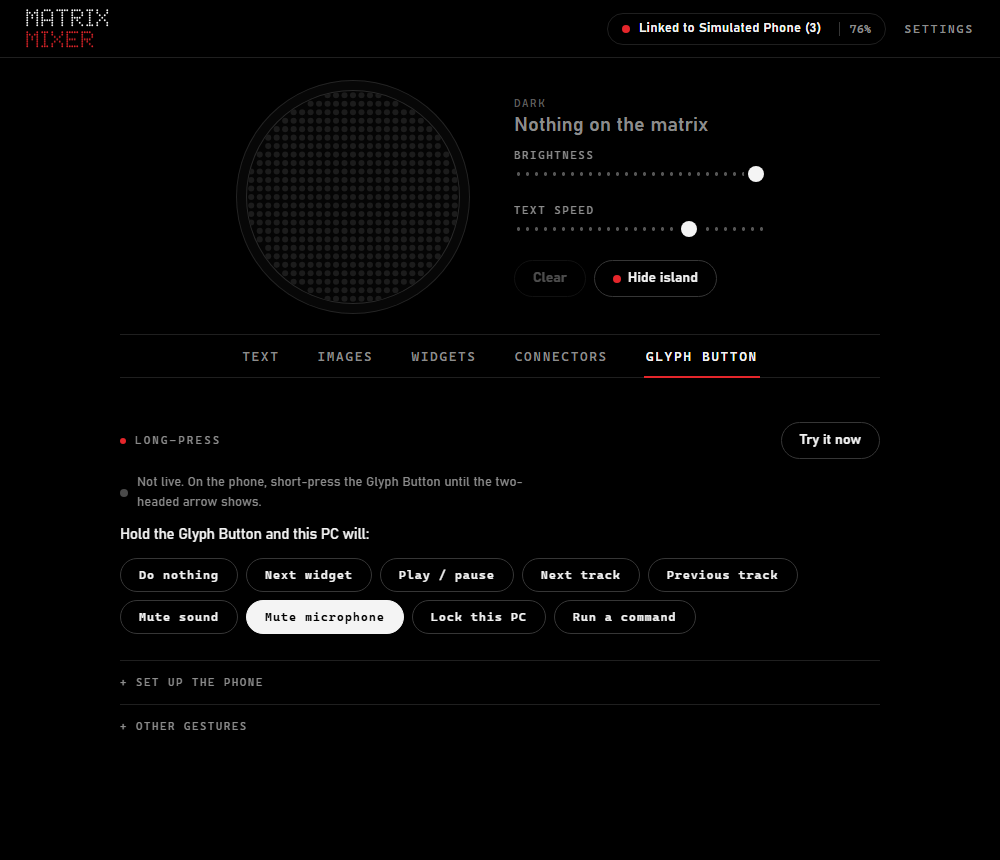 MATRIX
MIXER
Linked to Simulated Phone (3) 76%
SETTINGS
DARK
Nothing on the matrix
BRIGHTNESS
TEXT SPEED
Clear
Hide island
TEXT IMAGES WIDGETS CONNECTORS GLYPH BUTTON
LONG-PRESS
Try it now
Not live. On the phone, short-press the Glyph Button until the two-
headed arrow shows.
Hold the Glyph Button and this PC will:
Do nothing Next widget Play / pause Next track Previous track
Mute sound Mute microphone Lock this PC Run a command
+ SET UP THE PHONE
+ OTHER GESTURES